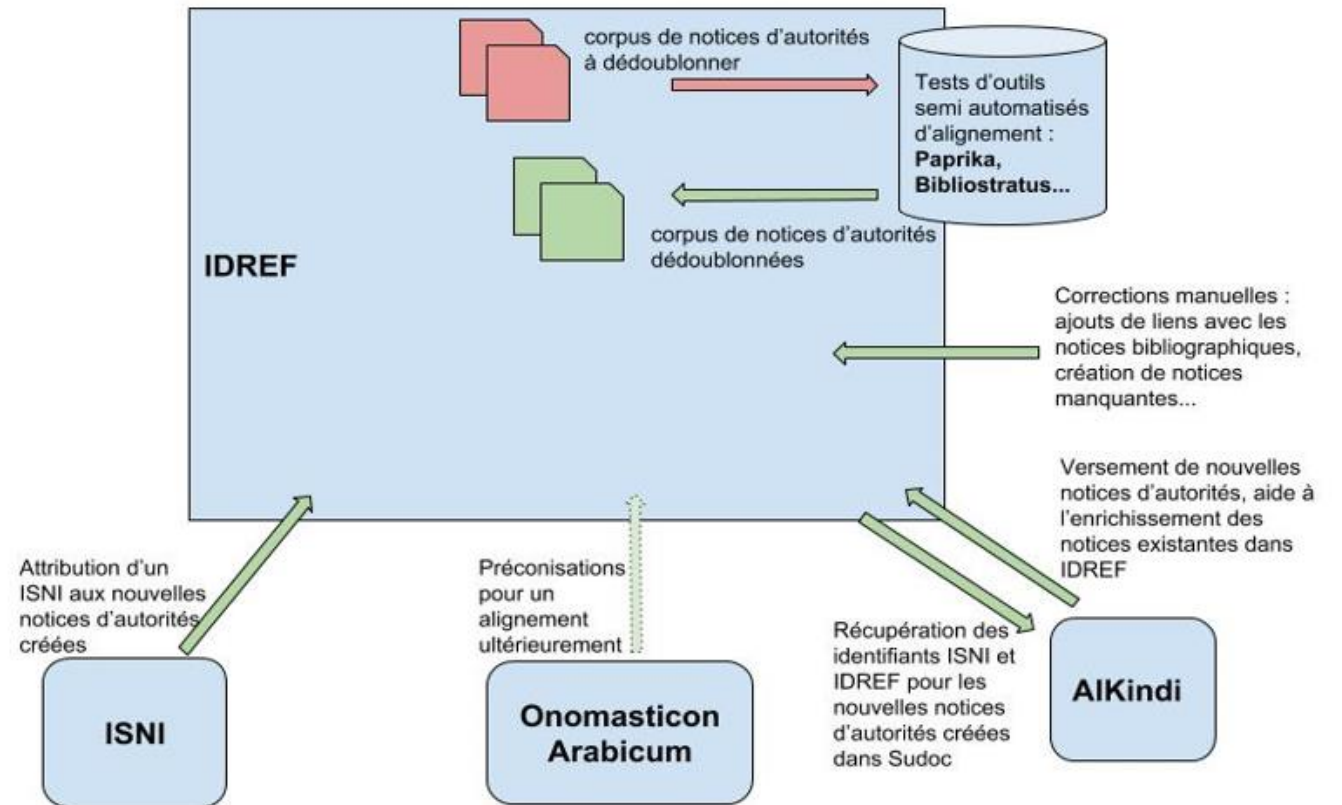 corpus de notices d'autorités
à dédoublonner
Tests d'outils
semi automatisés
d'alignement :
Paprika,
Bibliostratus...
corpus de notices d'autorités
dédoublonnées
IDREF
Corrections manuelles :
ajouts de liens avec les
notices bibliographiques,
création de notices
manquantes...
Versement de nouvelles
notices d'autorités, aide à
l'enrichissement des
notices existantes dans
IDREF
Attribution d'un
ISNI aux nouvelles
notices d'autorités
créées
Préconisations
pour un
alignement
ultérieurement
Récupération des
identifiants ISNI et
IDREF pour les
nouvelles notices
d'autorités créées
dans Sudoc
ISNI
Onomasticon
Arabicum
AlKindi